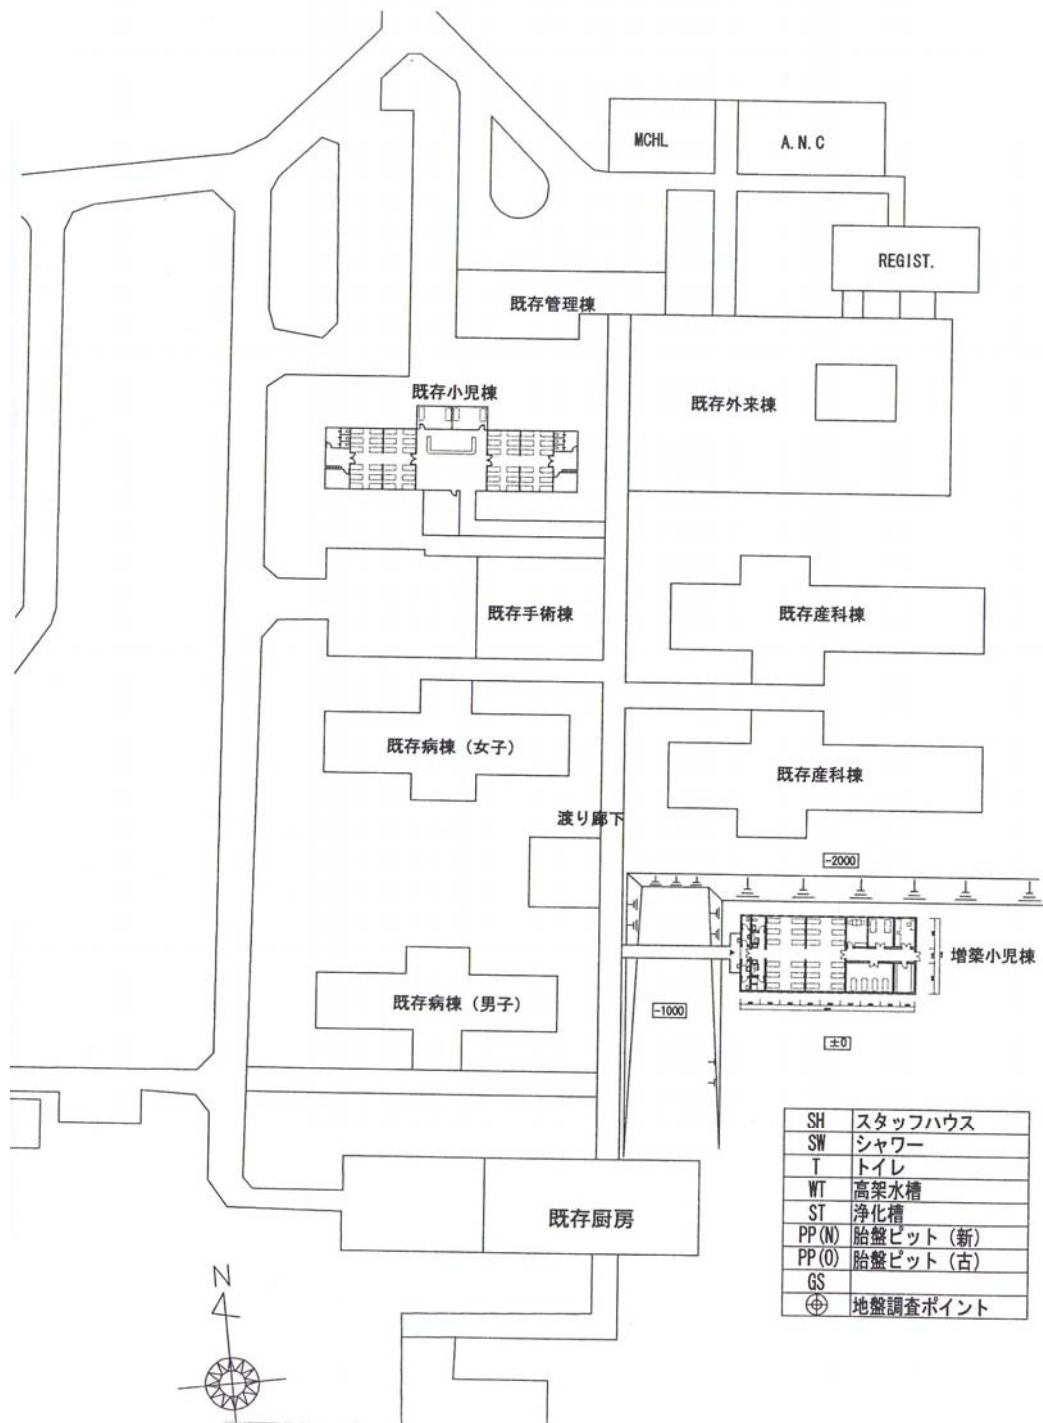 MCHL
A.N.C
REGIST.
既存管理棟
既存小児棟
既存外来棟
既存手術棟
既存産科棟
既存病棟（女子）
既存産科棟
渡り廊下
-2000
増築小児棟
既存病棟（男子）
-1000
±0
SH スタッフハウス
SW シャワー
T トイレ
WT 高架水槽
ST 浄化槽
PP(N) 胎盤ピット（新）
PP(O) 胎盤ピット（古）
GS
地盤調査ポイント
既存厨房
N